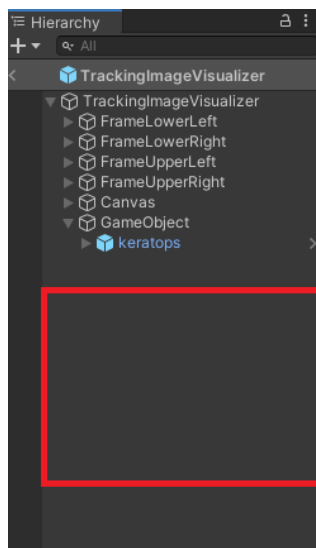 Hierarchy
All
TrackingImageVisualizer
TrackingImageVisualizer
FrameLowerLeft
FrameLowerRight
FrameUpperLeft
FrameUpperRight
Canvas
GameObject
keratops